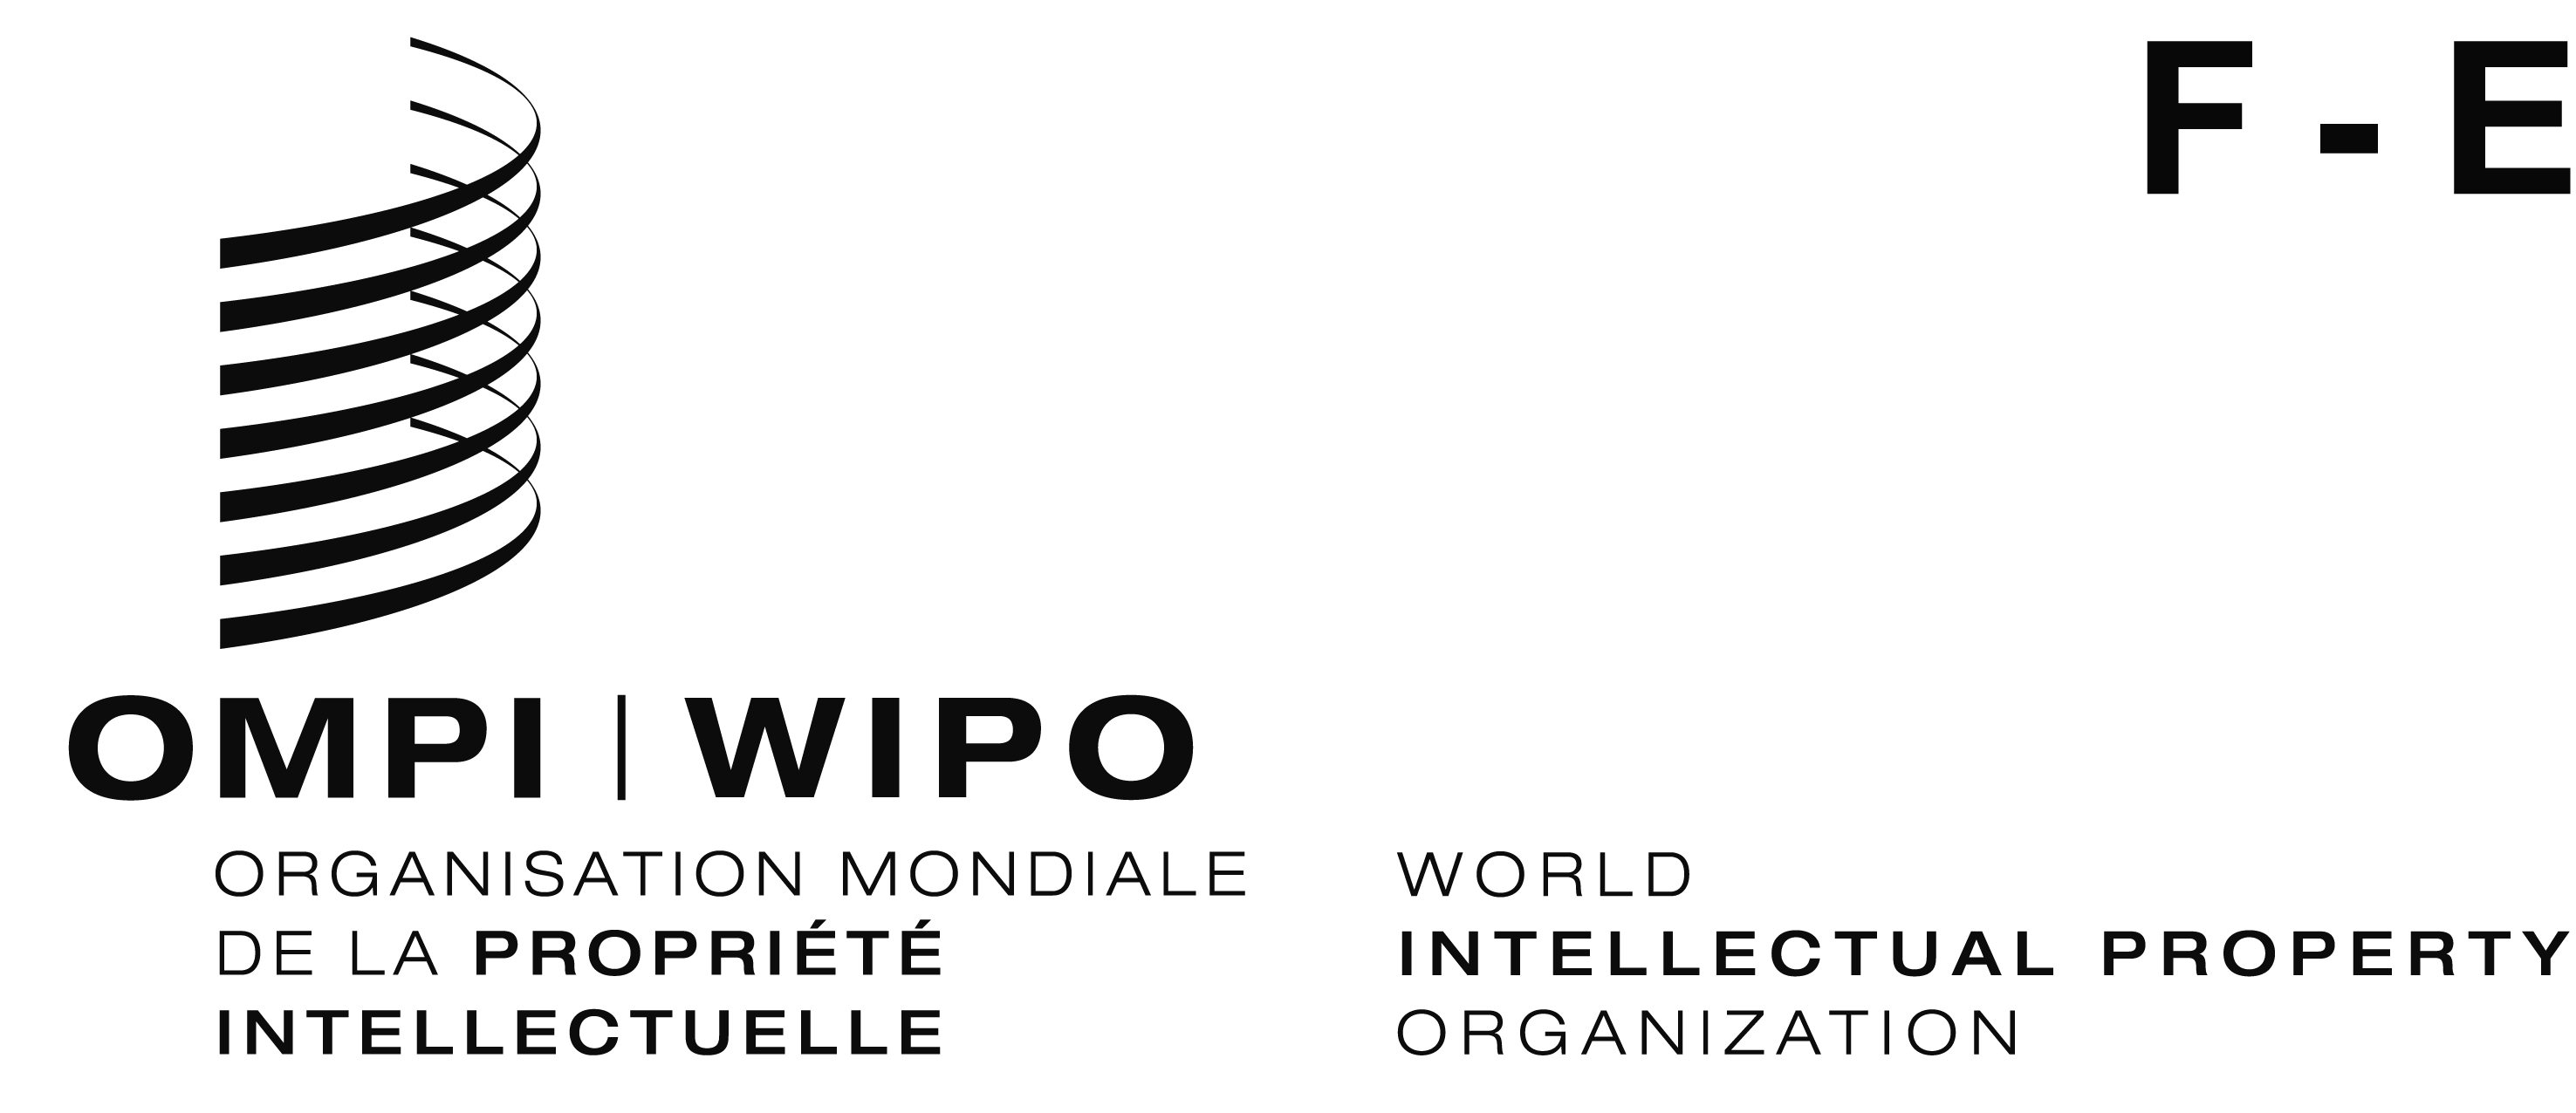 F - E
OMPI | WIPO
ORGANISATION MONDIALE
DE LA PROPRIÉTÉ
INTELLECTUELLE
WORLD
INTELLECTUAL PROPERTY
ORGANIZATION